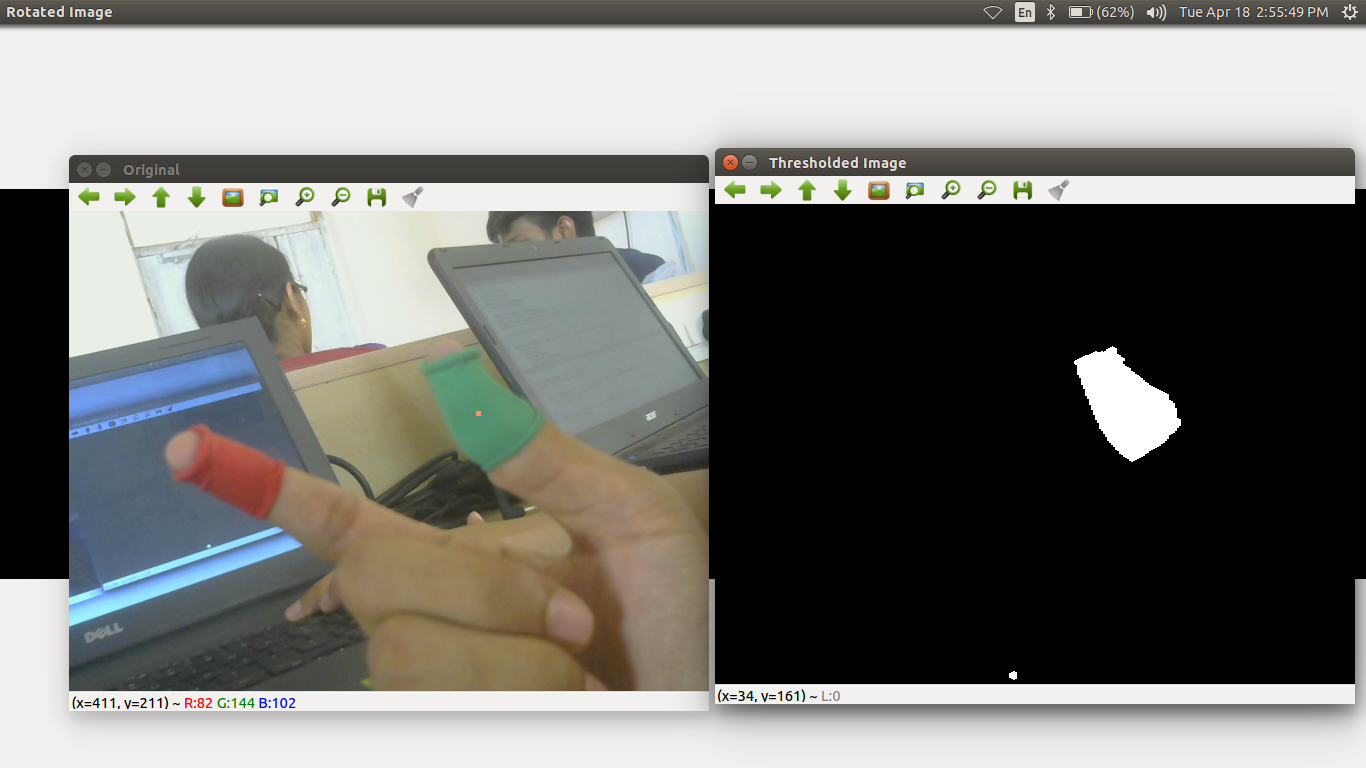 Rotated Image
En
(62%)
Tue Apr 18 2:55:49 PM
Original
Thresholded Image
acer
DELL
(x=411, y=211) ~ R:82 G:144 B:102
(x=34, y=161) ~ L:0